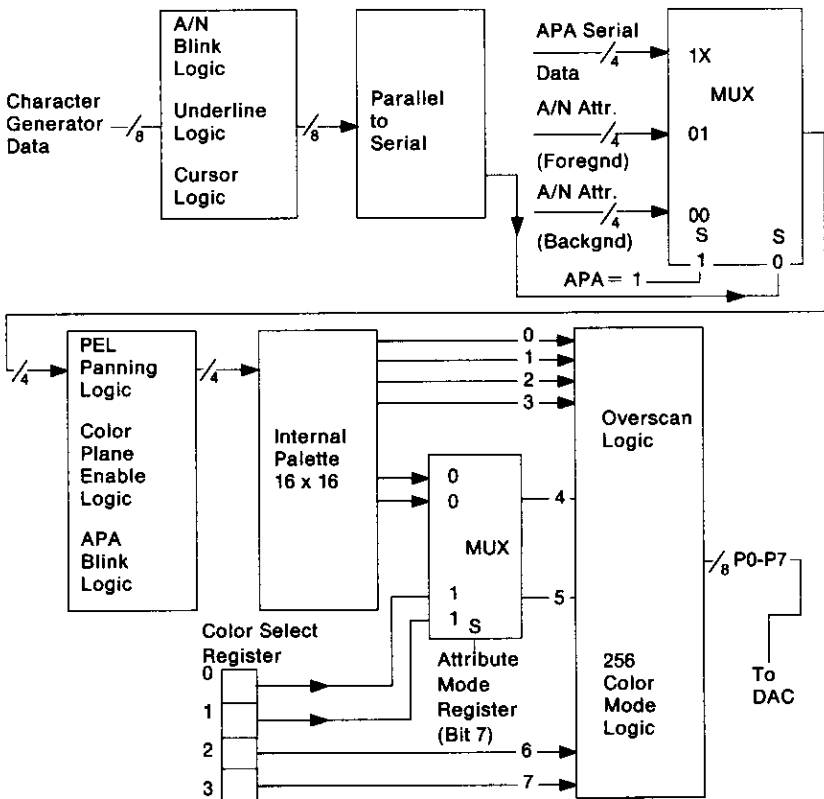 A/N
Blink
Logic
Underline
Logic
Cursor
Logic
Character
Generator
Data
8
8
Parallel
to
Serial
APA Serial
Data
4
A/N Attr.
(Foregnd)
4
A/N Attr.
(Backgnd)
4
1X
MUX
01
00
S
1
S
0
APA = 1
4
PEL
Panning
Logic
Color
Plane
Enable
Logic
APA
Blink
Logic
4
Internal
Palette
16 x 16
0
1
2
3
0
0
MUX
1
1
S
4
5
Attribute
Mode
Register
(Bit 7)
Color Select
Register
0
1
2
3
6
7
Overscan
Logic
256
Color
Mode
Logic
8
P0-P7
To
DAC